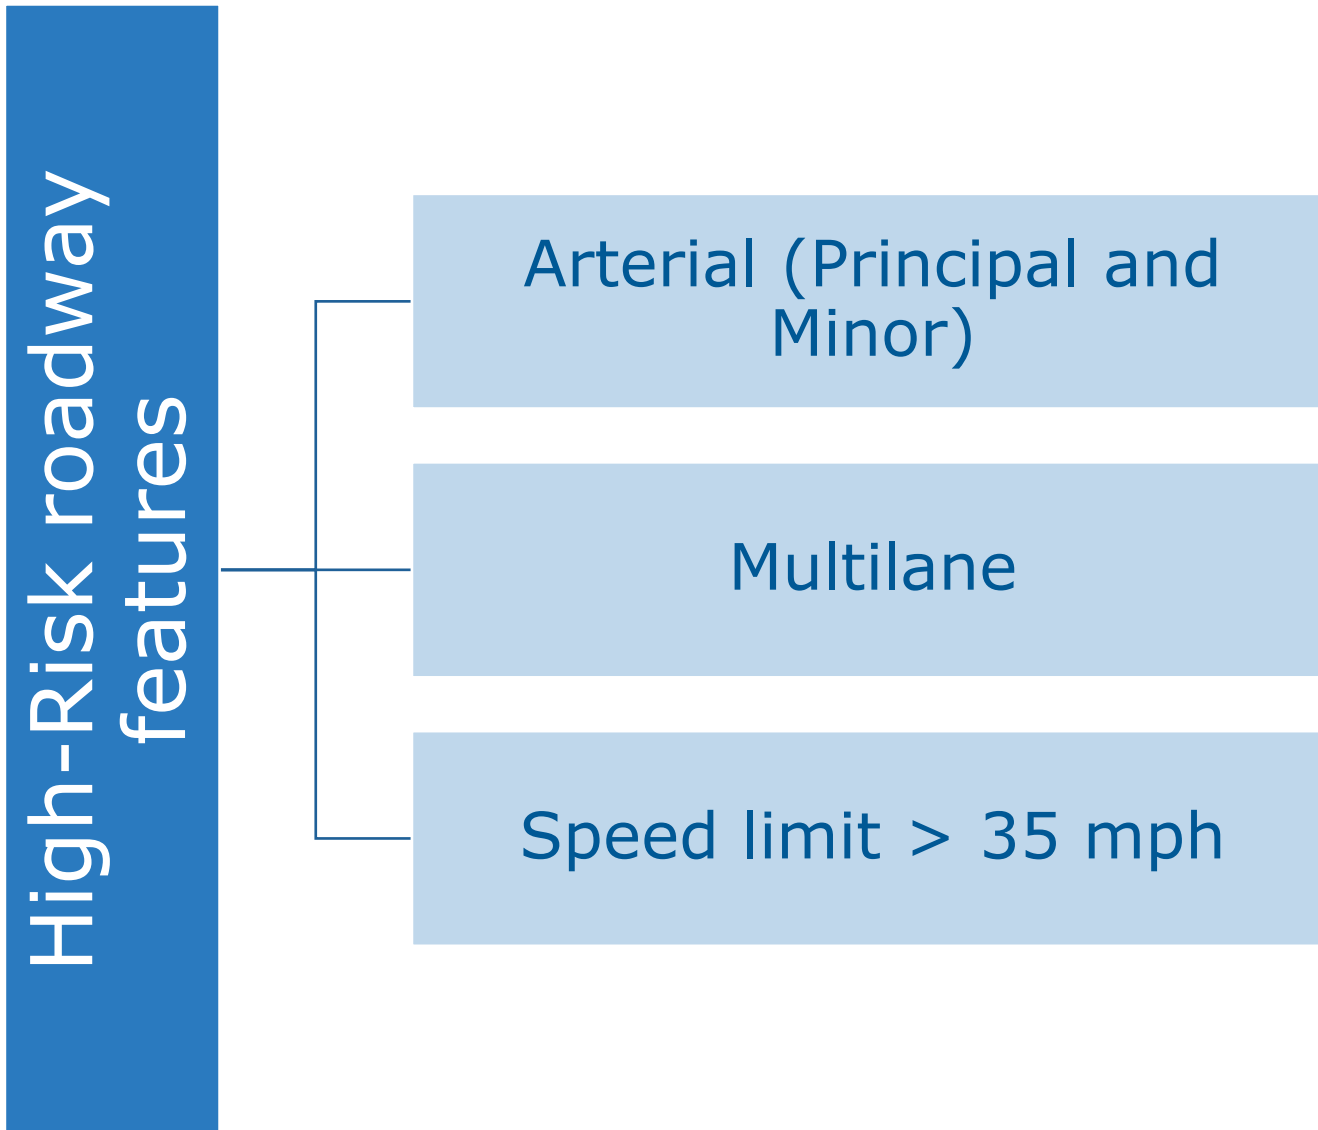 High-Risk roadway
features
Arterial (Principal and
Minor)
Multilane
Speed limit > 35 mph